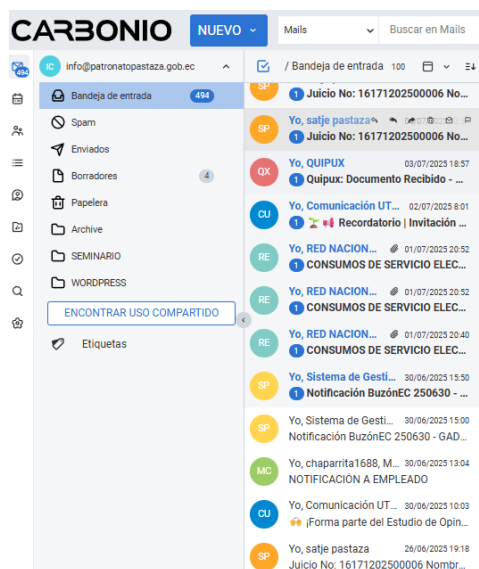 CARBONIO
NUEVO
Mails
Buscar en Mails
494
IC
info@patronatopastaza.gob.ec
/ Bandeja de entrada 100
Bandeja de entrada 494
Spam
Enviados
Borradores 4
Papelera
Archive
SEMINARIO
WORDPRESS
ENCONTRAR USO COMPARTIDO
Etiquetas
SP
1 Juicio No: 16171202500006 No...
SP
Yo, satje pastaza
1 Juicio No: 16171202500006 No...
QX
Yo, QUIPUX 03/07/2025 18:57
1 Quipux: Documento Recibido - ...
CU
Yo, Comunicación UT... 02/07/2025 8:01
1 Recordatorio | Invitación ...
RE
Yo, RED NACION... 01/07/2025 20:52
1 CONSUMOS DE SERVICIO ELEC...
RE
Yo, RED NACION... 01/07/2025 20:52
1 CONSUMOS DE SERVICIO ELEC...
RE
Yo, RED NACION... 01/07/2025 20:40
1 CONSUMOS DE SERVICIO ELEC...
SP
Yo, Sistema de Gesti... 30/06/2025 15:50
1 Notificación BuzónEC 250630 - ...
SP
Yo, Sistema de Gesti... 30/06/2025 15:00
Notificación BuzónEC 250630 - GAD...
MC
Yo, chaparrita1688, M... 30/06/2025 13:04
NOTIFICACIÓN A EMPLEADO
CU
Yo, Comunicación UT... 30/06/2025 10:03
¡Forma parte del Estudio de Opin...
SP
Yo, satje pastaza 26/06/2025 19:18
Juicio No: 16171202500006 Nombr...